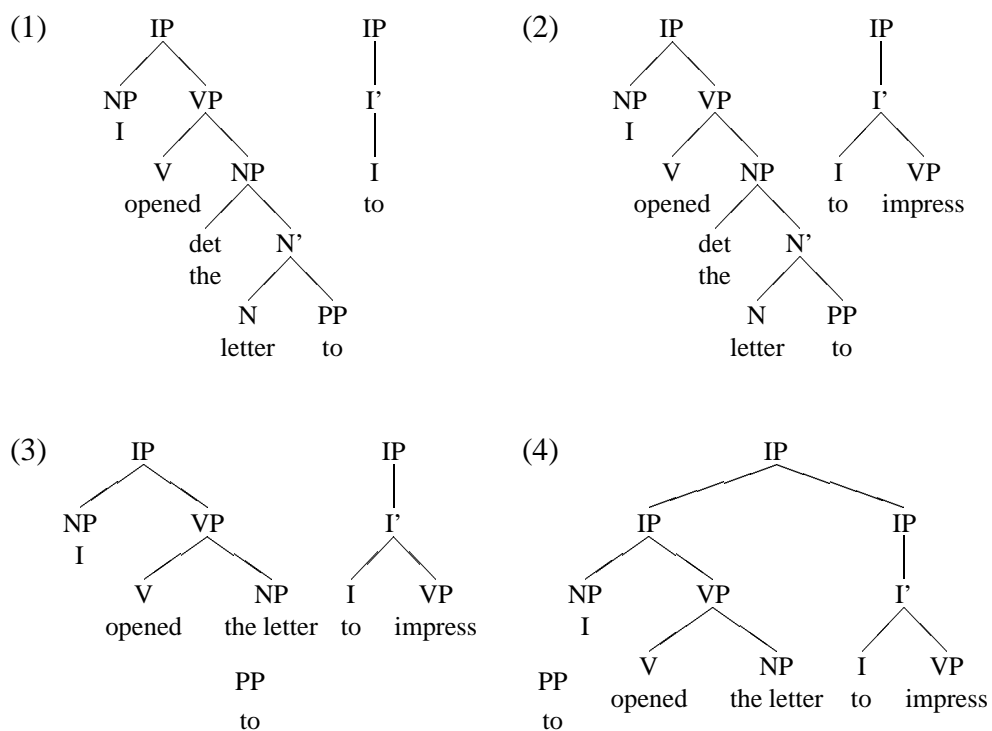 (1) IP IP (2) IP IP
NP VP I’ NP VP I’
I I
V NP I V NP I VP
opened to opened to impress
det N’ det N’
the the
N PP N PP
letter to letter to
(3) IP IP (4) IP
NP VP I’ IP IP
I
V NP I VP NP VP I’
opened the letter to impress I
PP PP V NP I VP
to to opened the letter to impress